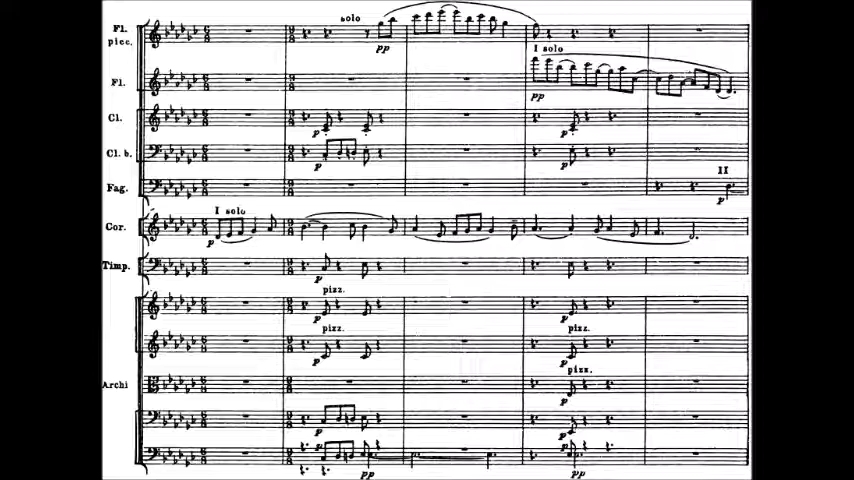 Fl. picc.
solo
pp
I solo
Fl.
pp
Cl.
p p
Cl. b.
p p
Fag.
II
p
I solo
Cor.
p
Timp.
p
pizz.
p p
pizz. pizz.
p p
pizz.
Archi
p
p p
p p
pp pp